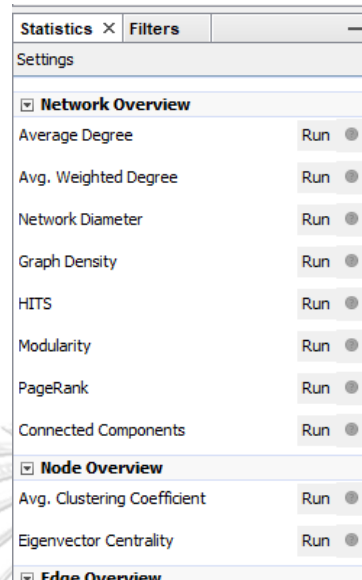 Statistics × Filters
Settings
Network Overview
Average Degree Run
Avg. Weighted Degree Run
Network Diameter Run
Graph Density Run
HITS Run
Modularity Run
PageRank Run
Connected Components Run
Node Overview
Avg. Clustering Coefficient Run
Eigenvector Centrality Run
Edge Overview